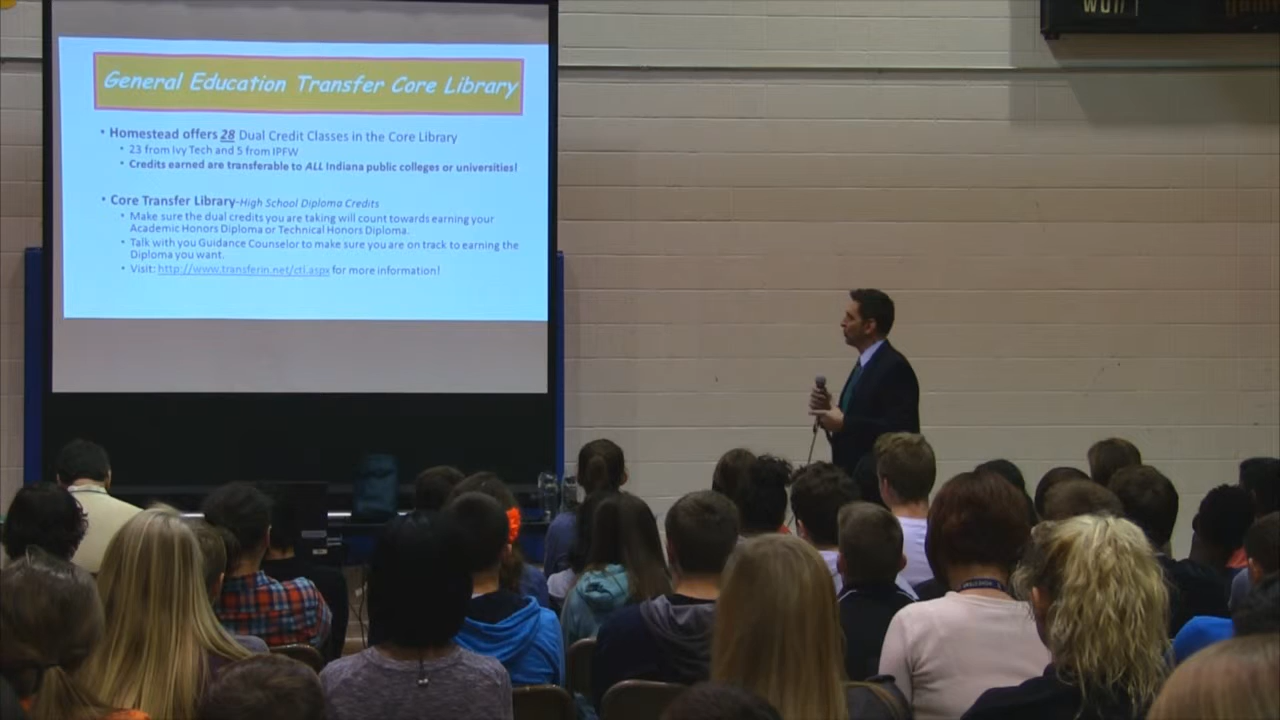 General Education Transfer Core Library
• Homestead offers 28 Dual Credit Classes in the Core Library
• 23 from Ivy Tech and 5 from IPFW
• Credits earned are transferable to ALL Indiana public colleges or universities!
• Core Transfer Library-High School Diploma Credits
• Make sure the dual credits you are taking will count towards earning your
Academic Honors Diploma or Technical Honors Diploma.
• Talk with you Guidance Counselor to make sure you are on track to earning the
Diploma you want.
• Visit: http://www.transferin.net/ctl.aspx for more information!